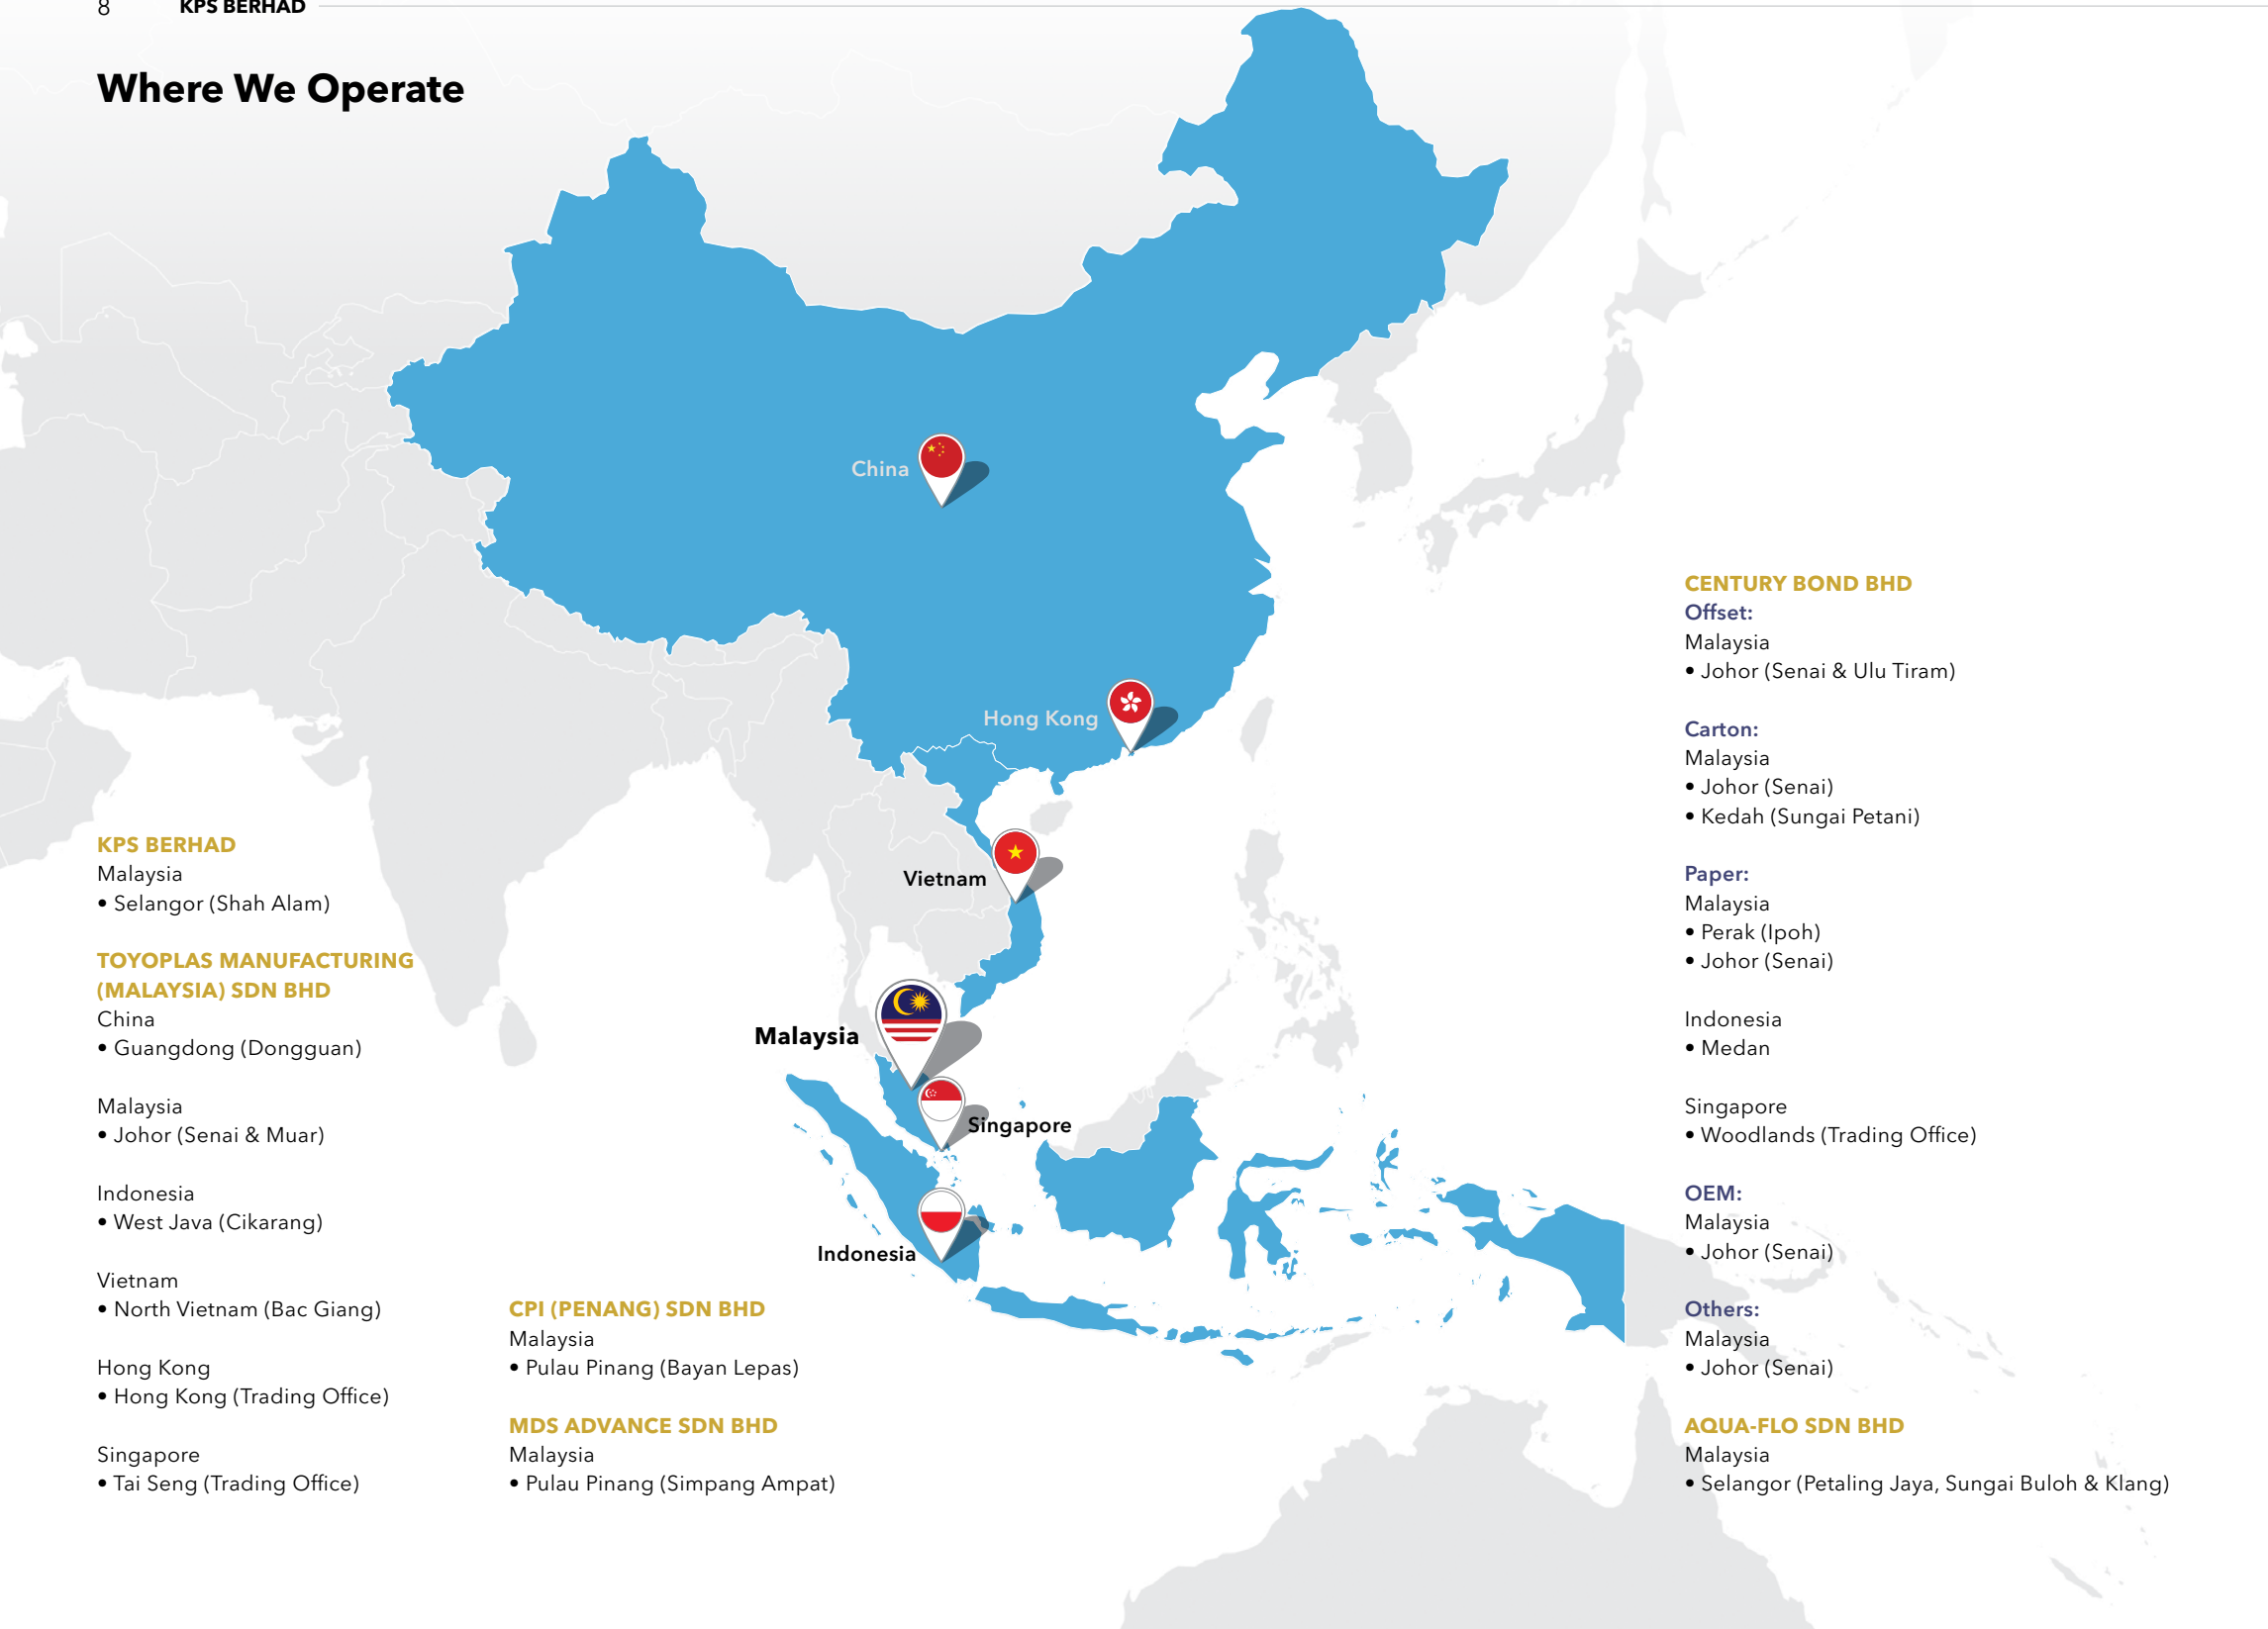 8
KPS BERHAD
Where We Operate
China
Hong Kong
Vietnam
Malaysia
Singapore
Indonesia
KPS BERHAD
Malaysia
• Selangor (Shah Alam)
TOYOPLAS MANUFACTURING
(MALAYSIA) SDN BHD
China
• Guangdong (Dongguan)
Malaysia
• Johor (Senai & Muar)
Indonesia
• West Java (Cikarang)
Vietnam
• North Vietnam (Bac Giang)
Hong Kong
• Hong Kong (Trading Office)
Singapore
• Tai Seng (Trading Office)
CPI (PENANG) SDN BHD
Malaysia
• Pulau Pinang (Bayan Lepas)
MDS ADVANCE SDN BHD
Malaysia
• Pulau Pinang (Simpang Ampat)
CENTURY BOND BHD
Offset:
Malaysia
• Johor (Senai & Ulu Tiram)
Carton:
Malaysia
• Johor (Senai)
• Kedah (Sungai Petani)
Paper:
Malaysia
• Perak (Ipoh)
• Johor (Senai)
Indonesia
• Medan
Singapore
• Woodlands (Trading Office)
OEM:
Malaysia
• Johor (Senai)
Others:
Malaysia
• Johor (Senai)
AQUA-FLO SDN BHD
Malaysia
• Selangor (Petaling Jaya, Sungai Buloh & Klang)